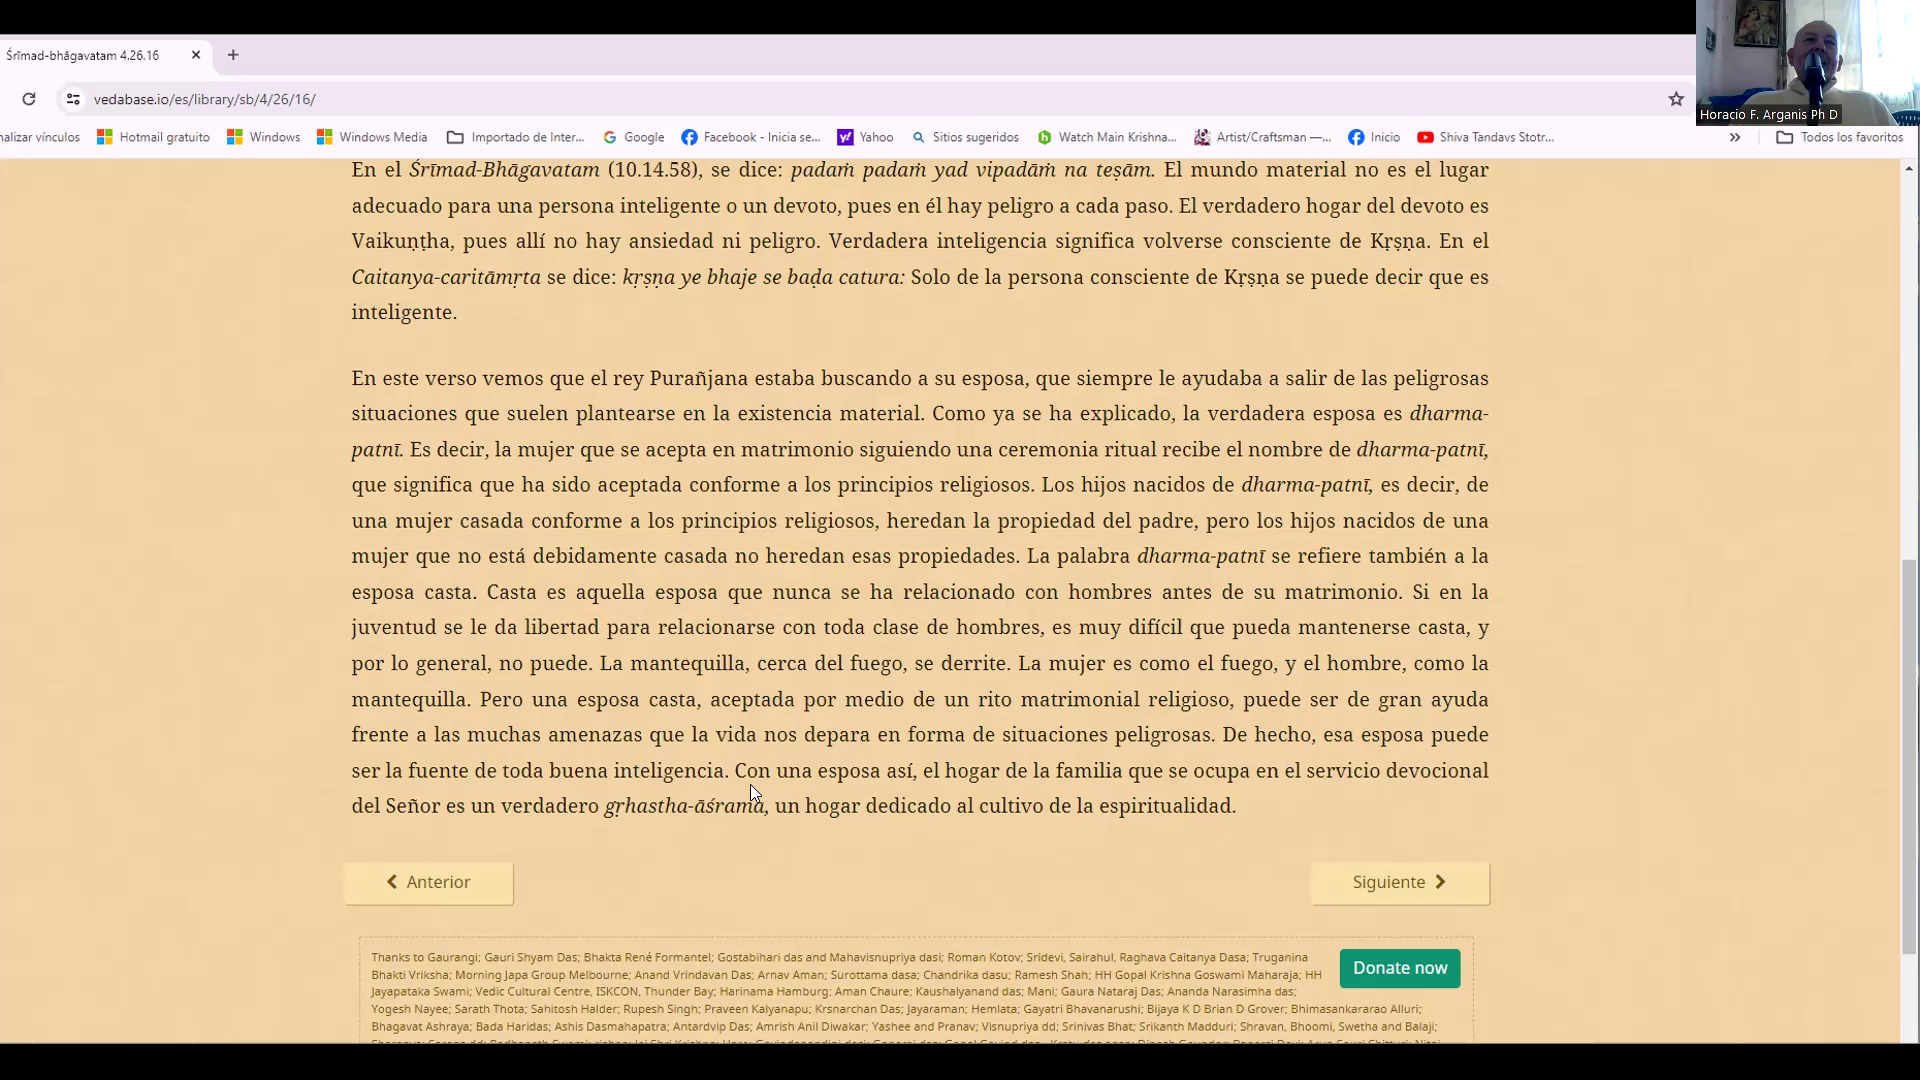 Śrīmad-bhāgavatam 4.26.16
vedabase.io/es/library/sb/4/26/16/
Horacio F. Arganis Ph D
nalizar vínculos Hotmail gratuito Windows Windows Media Importado de Inter... Google Facebook - Inicia se... Yahoo Sitios sugeridos Watch Main Krishna... Artist/Craftsman —... Inicio Shiva Tandavs Stotr... » Todos los favoritos
En el Śrīmad-Bhāgavatam (10.14.58), se dice: padaṁ padaṁ yad vipadāṁ na teṣām. El mundo material no es el lugar
adecuado para una persona inteligente o un devoto, pues en él hay peligro a cada paso. El verdadero hogar del devoto es
Vaikuṇṭha, pues allí no hay ansiedad ni peligro. Verdadera inteligencia significa volverse consciente de Kṛṣṇa. En el
Caitanya-caritāmṛta se dice: kṛṣṇa ye bhaje se baḍa catura: Solo de la persona consciente de Kṛṣṇa se puede decir que es
inteligente.
En este verso vemos que el rey Purañjana estaba buscando a su esposa, que siempre le ayudaba a salir de las peligrosas
situaciones que suelen plantearse en la existencia material. Como ya se ha explicado, la verdadera esposa es dharma-
patnī. Es decir, la mujer que se acepta en matrimonio siguiendo una ceremonia ritual recibe el nombre de dharma-patnī,
que significa que ha sido aceptada conforme a los principios religiosos. Los hijos nacidos de dharma-patnī, es decir, de
una mujer casada conforme a los principios religiosos, heredan la propiedad del padre, pero los hijos nacidos de una
mujer que no está debidamente casada no heredan esas propiedades. La palabra dharma-patnī se refiere también a la
esposa casta. Casta es aquella esposa que nunca se ha relacionado con hombres antes de su matrimonio. Si en la
juventud se le da libertad para relacionarse con toda clase de hombres, es muy difícil que pueda mantenerse casta, y
por lo general, no puede. La mantequilla, cerca del fuego, se derrite. La mujer es como el fuego, y el hombre, como la
mantequilla. Pero una esposa casta, aceptada por medio de un rito matrimonial religioso, puede ser de gran ayuda
frente a las muchas amenazas que la vida nos depara en forma de situaciones peligrosas. De hecho, esa esposa puede
ser la fuente de toda buena inteligencia. Con una esposa así, el hogar de la familia que se ocupa en el servicio devocional
del Señor es un verdadero gṛhastha-āśrama, un hogar dedicado al cultivo de la espiritualidad.
Anterior
Siguiente
Thanks to Gaurangi; Gauri Shyam Das; Bhakta René Formantel; Gostabihari das and Mahavisnupriya dasi; Roman Kotov; Sridevi, Sairahul, Raghava Caitanya Dasa; Truganina
Bhakti Vriksha; Morning Japa Group Melbourne; Anand Vrindavan Das; Arnav Aman; Surottama dasa; Chandrika dasu; Ramesh Shah; HH Gopal Krishna Goswami Maharaja; HH
Jayapataka Swami; Vedic Cultural Centre, ISKCON, Thunder Bay; Harinama Hamburg; Aman Chaure; Kaushalyanand das; Mani; Gaura Nataraj Das; Ananda Narasimha das;
Yogesh Nayee; Sarath Thota; Sahitosh Halder; Rupesh Singh; Praveen Kalyanapu; Krsnarchan Das; Jayaraman; Hemlata; Gayatri Bhavanarushi; Bijaya K D Brian D Grover; Bhimasankararao Alluri;
Bhagavat Ashraya; Bada Haridas; Ashis Dasmahapatra; Antardvip Das; Amrish Anil Diwakar; Yashee and Pranav; Visnupriya dd; Srinivas Bhat; Srikanth Madduri; Shravan, Bhoomi, Swetha and Balaji;
Donate now